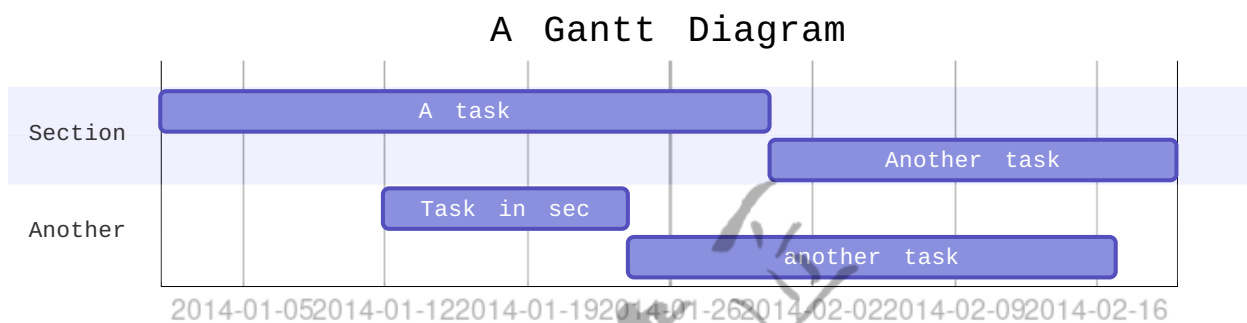 A Gantt Diagram
A task
Section
Another task
Task in sec
Another
another task
2014-01-05 2014-01-12 2014-01-19 2014-01-26 2014-02-02 2014-02-09 2014-02-16